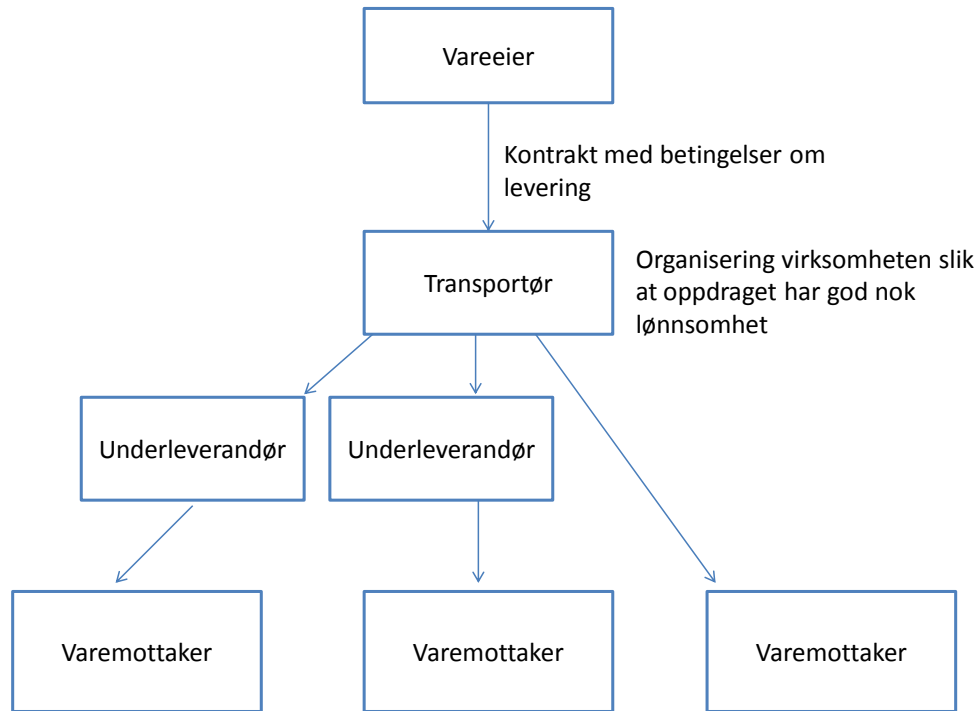 Vareeier
Kontrakt med betingelser om
levering
Transportør
Organisering virksomheten slik
at oppdraget har god nok
lønnsomhet
Underleverandør
Underleverandør
Varemottaker
Varemottaker
Varemottaker